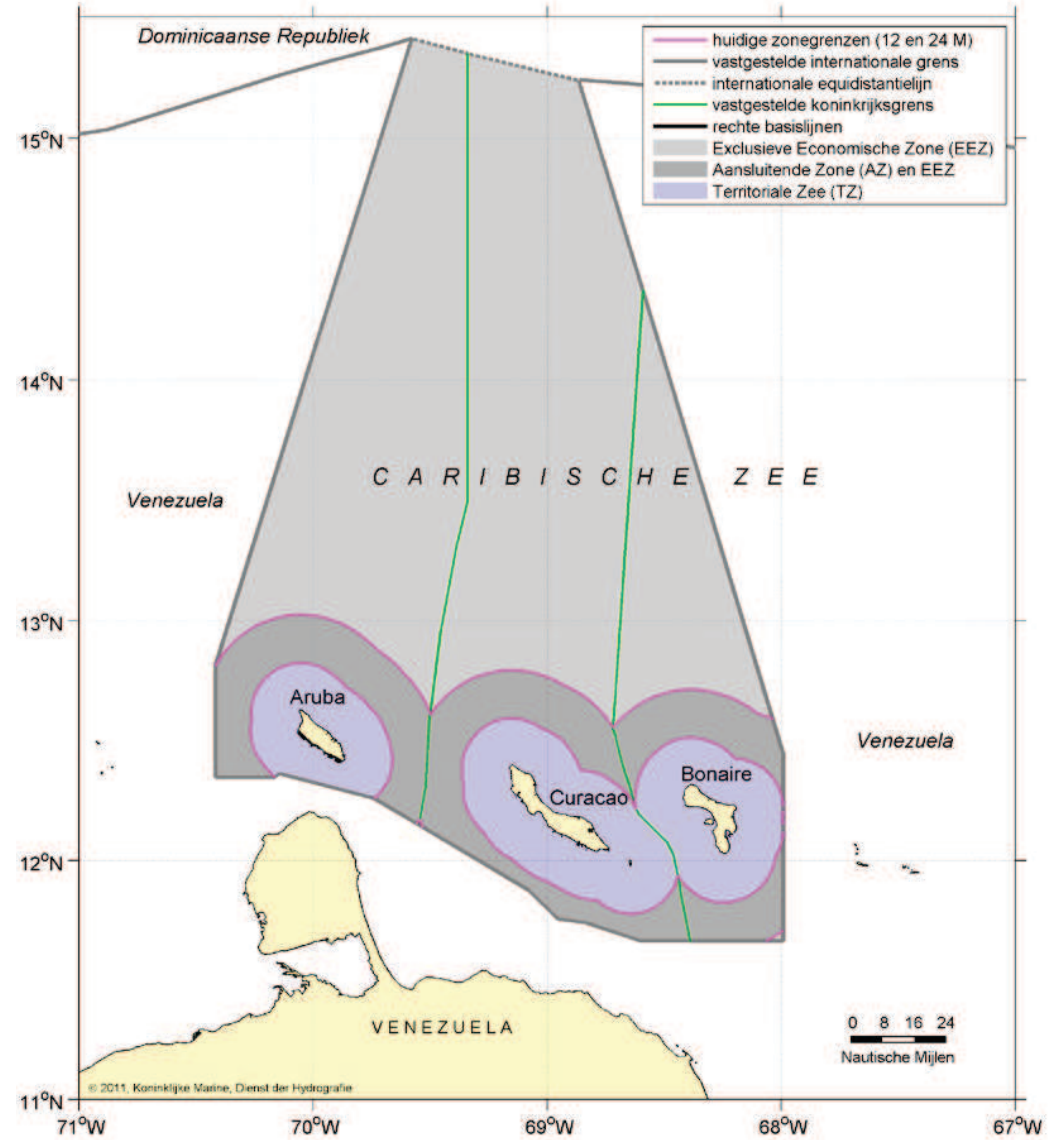 Dominicaanse Republiek
huidige zonegrenzen (12 en 24 M)
vastgestelde internationale grens
internationale equidistantielijn
vastgestelde koninkrijksgrens
rechte basislijnen
Exclusieve Economische Zone (EEZ)
Aansluitende Zone (AZ) en EEZ
Territoriale Zee (TZ)
15°N
14°N
CARIBISCHE ZEE
Venezuela
13°N
Aruba
Venezuela
Bonaire
Curacao
12°N
VENEZUELA
0 8 16 24
Nautische Mijlen
© 2011, Koninklijke Marine, Dienst der Hydrografie
11°N
71°W 70°W 69°W 68°W 67°W